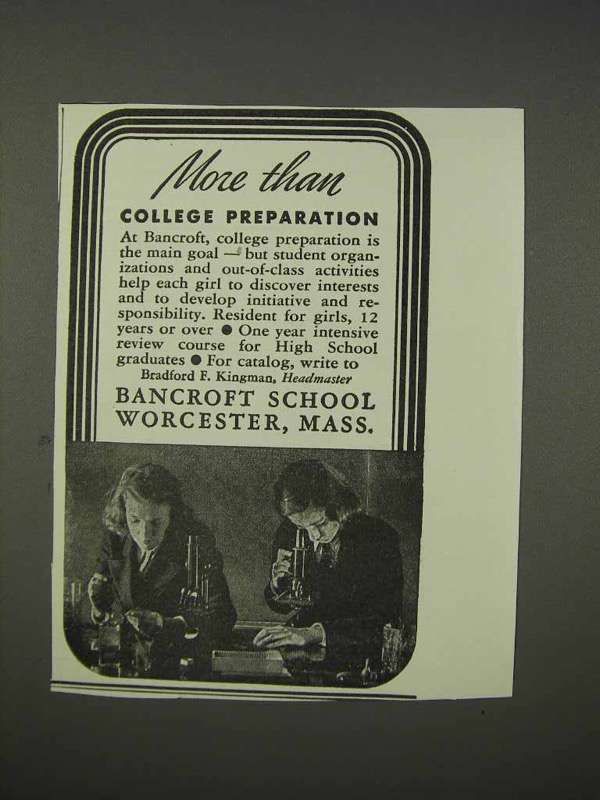 More than
COLLEGE PREPARATION
At Bancroft, college preparation is
the main goal — but student organ-
izations and out-of-class activities
help each girl to discover interests
and to develop initiative and re-
sponsibility. Resident for girls, 12
years or over ● One year intensive
review course for High School
graduates ● For catalog, write to
Bradford F. Kingman, Headmaster
BANCROFT SCHOOL
WORCESTER, MASS.